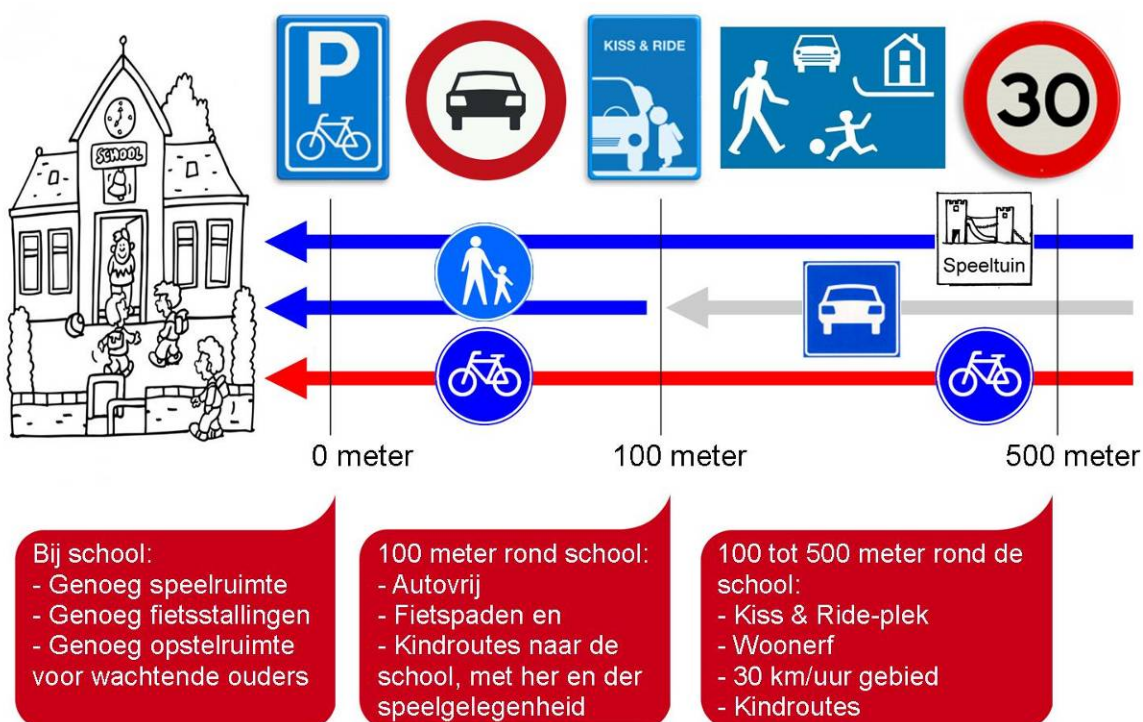 P
KISS & RIDE
30
SCHOOL
Speeltuin
0 meter
100 meter
500 meter
Bij school:
- Genoeg speelruimte
- Genoeg fietsstallingen
- Genoeg opstelruimte
voor wachtende ouders
100 meter rond school:
- Autovrij
- Fietspaden en
- Kindroutes naar de
school, met her en der
speelgelegenheid
100 tot 500 meter rond de
school:
- Kiss & Ride-plek
- Woonerf
- 30 km/uur gebied
- Kindroutes